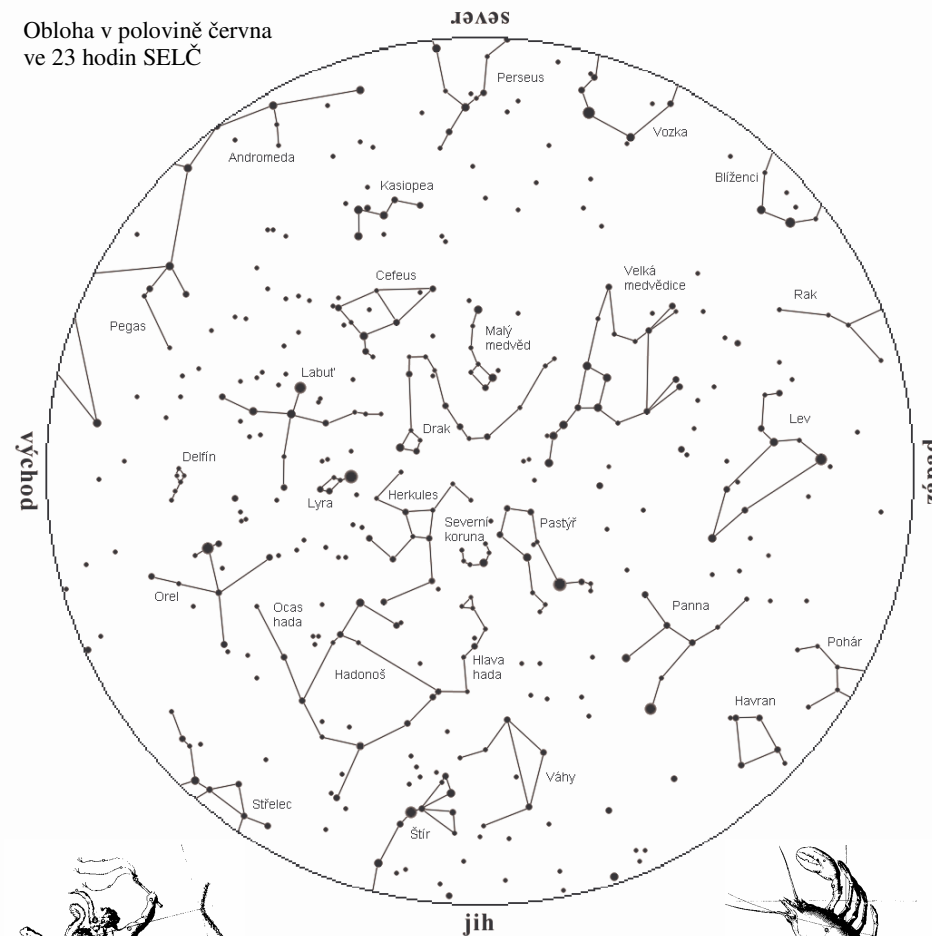 Obloha v polovině června
ve 23 hodin SELČ
sever
Perseus
Vozka
Andromeda
Blíženci
Kasiopea
Cefeus
Velká
medvědice
Rak
Pegas
Malý
medvěd
Labuť
Lev
Drak
východ
Delfín
Lyra
Herkules
Severní
koruna
Pastýř
Orel
Ocas
hada
Panna
Hadonoš
Hlava
hada
Pohár
Havran
Váhy
Střelec
Štír
jih